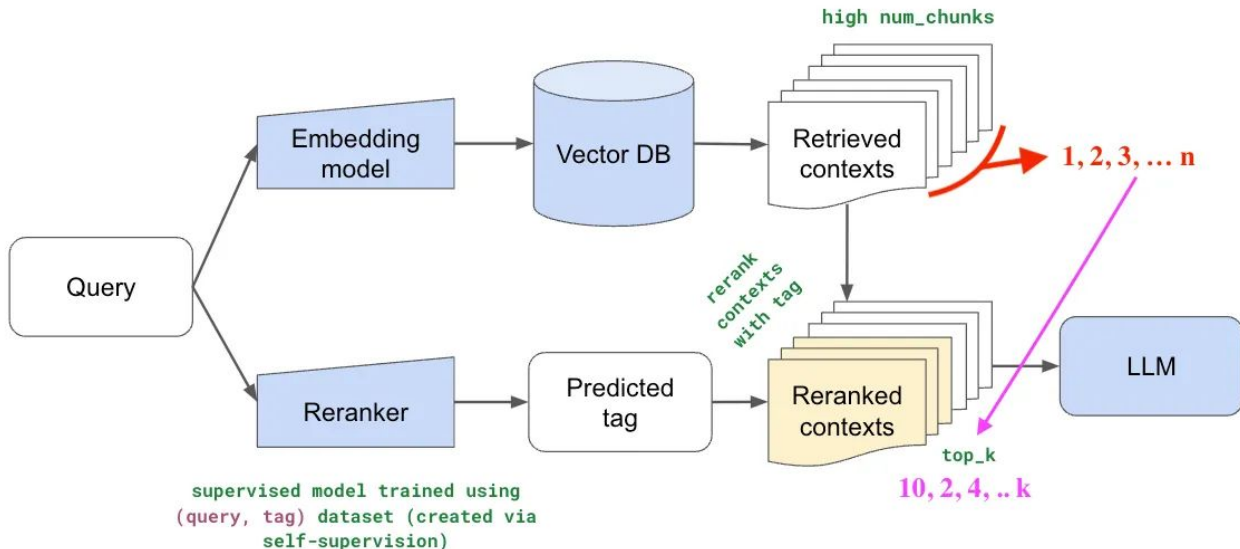 high num_chunks
Embedding
model
Vector DB
Retrieved
contexts
1, 2, 3, … n
Query
rerank
contexts
with tag
Reranker
Predicted
tag
Reranked
contexts
LLM
top_k
10, 2, 4, .. k
supervised model trained using
(query, tag) dataset (created via
self-supervision)